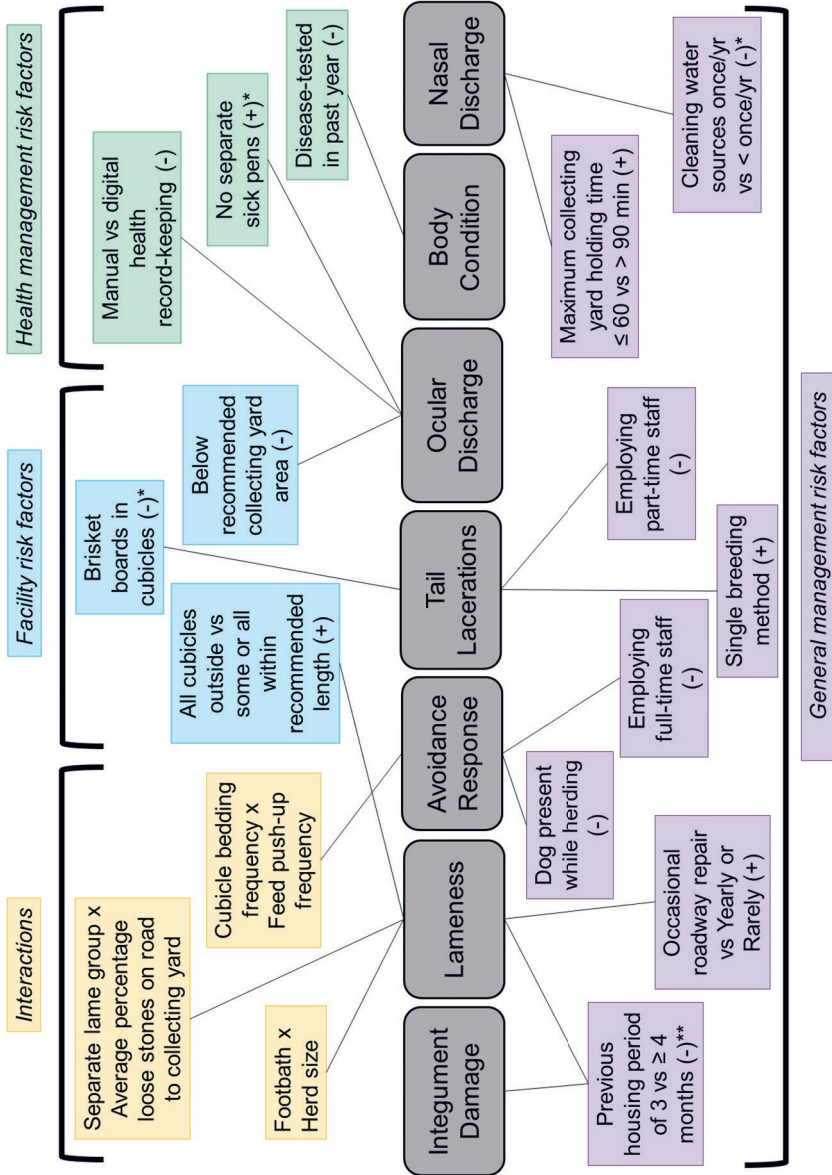 Interactions
Facility risk factors
Health management risk factors
Separate lame group x
Average percentage
loose stones on road
to collecting yard
Footbath x
Herd size
Cubicle bedding
frequency x
Feed push-up
frequency
Brisket
boards in
cubicles (-)*
All cubicles
outside vs
some or all
within
recommended
length (+)
Below
recommended
collecting yard
area (-)
Manual vs digital
health
record-keeping (-)
No separate
sick pens (+)*
Disease-tested
in past year (-)
Integument
Damage
Lameness
Avoidance
Response
Tail
Lacerations
Ocular
Discharge
Body
Condition
Nasal
Discharge
Previous
housing period
of 3 vs ≥ 4
months (-)**
Occasional
roadway repair
vs Yearly or
Rarely (+)
Dog present
while herding
(-)
Employing
full-time staff
(-)
Single breeding
method (+)
Employing
part-time staff
(-)
Maximum collecting
yard holding time
≤ 60 vs > 90 min (+)
Cleaning water
sources once/yr
vs < once/yr (-)*
General management risk factors